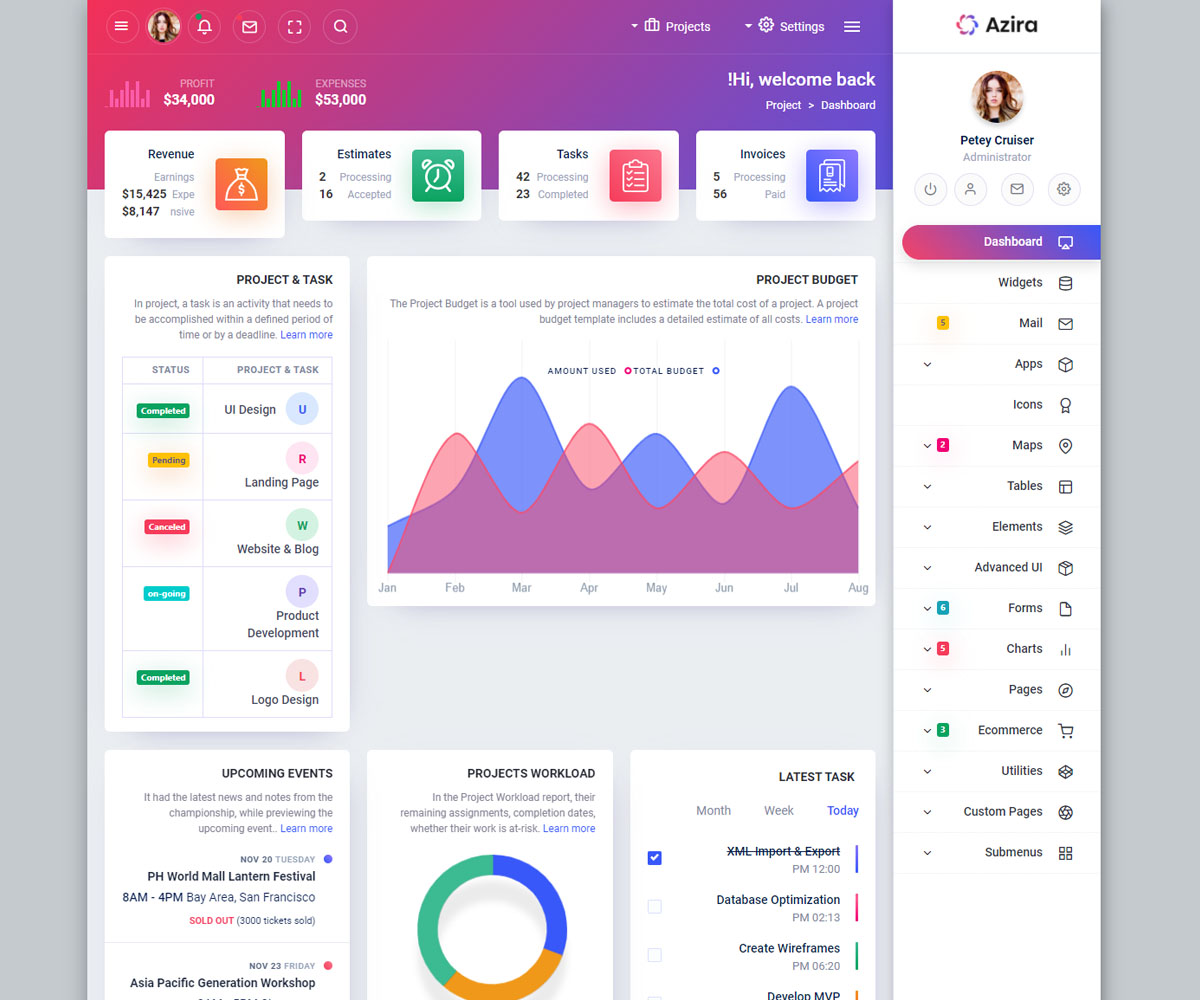 Azira
Projects
Settings
PROFIT
$34,000
EXPENSES
$53,000
!Hi, welcome back
Project > Dashboard
Petey Cruiser
Administrator
Revenue
Earnings
$15,425 Expe
$8,147 nsive
Estimates
2 Processing
16 Accepted
Tasks
42 Processing
23 Completed
Invoices
5 Processing
56 Paid
Dashboard
Widgets
5 Mail
Apps
Icons
2 Maps
Tables
Elements
Advanced UI
6 Forms
5 Charts
Pages
3 Ecommerce
Utilities
Custom Pages
Submenus
PROJECT & TASK
In project, a task is an activity that needs to
be accomplished within a defined period of
time or by a deadline. Learn more
STATUS PROJECT & TASK
Completed UI Design U
Pending R
Landing Page
Canceled W
Website & Blog
on-going P
Product
Development
Completed L
Logo Design
PROJECT BUDGET
The Project Budget is a tool used by project managers to estimate the total cost of a project. A project
budget template includes a detailed estimate of all costs. Learn more
AMOUNT USED TOTAL BUDGET
Jan Feb Mar Apr May Jun Jul Aug
UPCOMING EVENTS
It had the latest news and notes from the
championship, while previewing the
upcoming event.. Learn more
NOV 20 TUESDAY
PH World Mall Lantern Festival
8AM - 4PM Bay Area, San Francisco
SOLD OUT (3000 tickets sold)
NOV 23 FRIDAY
Asia Pacific Generation Workshop
PROJECTS WORKLOAD
In the Project Workload report, their
remaining assignments, completion dates,
whether their work is at-risk. Learn more
LATEST TASK
Month Week Today
XML Import & Export
PM 12:00
Database Optimization
PM 02:13
Create Wireframes
PM 06:20
Develop MVP